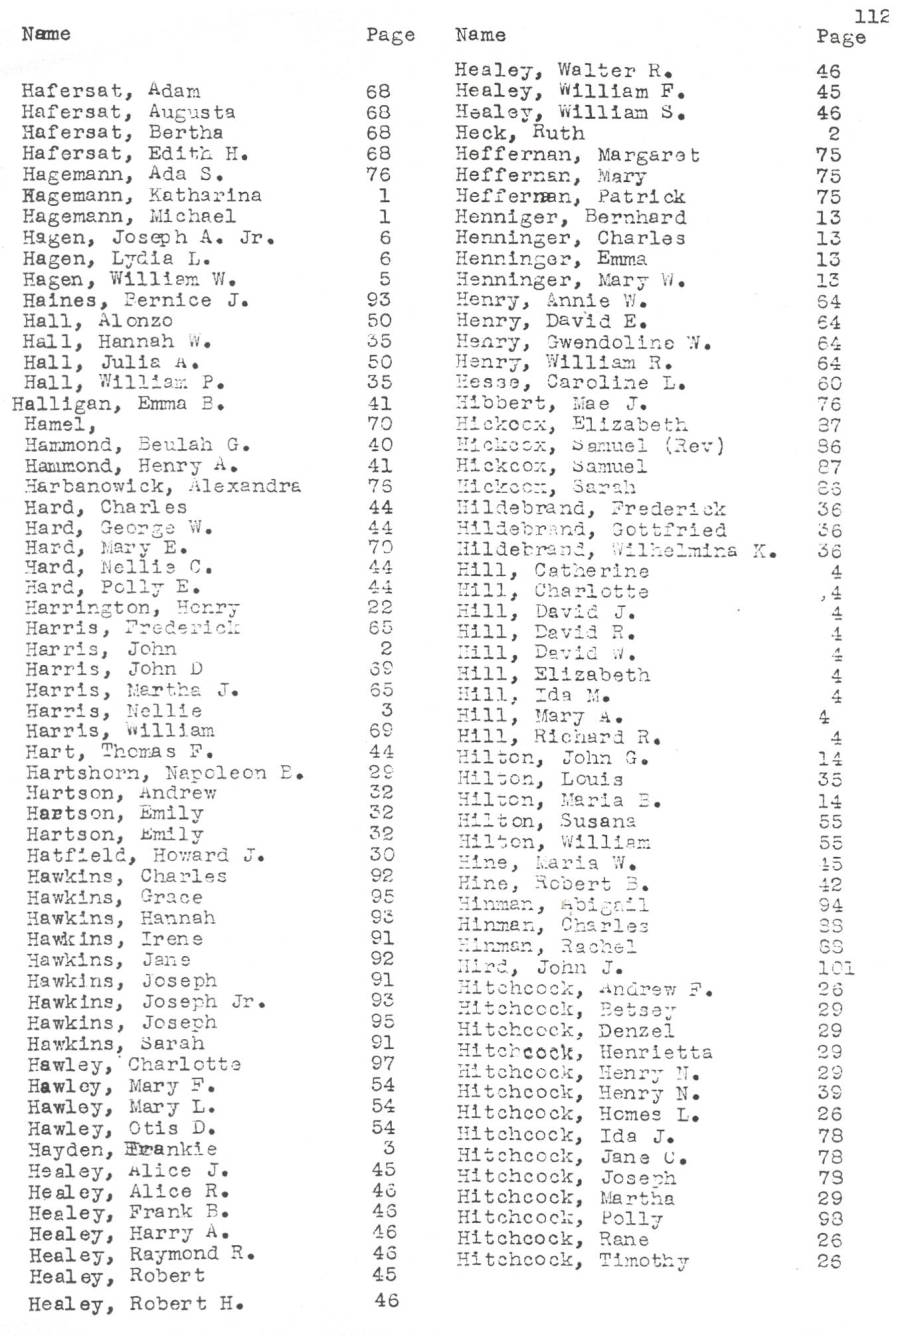 112
Name Page
Hafersat, Adam 68
Hafersat, Augusta 68
Hafersat, Bertha 68
Hafersat, Edith H. 68
Hagemann, Ada S. 76
Hagemann, Katharina 1
Hagemann, Michael 1
Hagen, Joseph A. Jr. 6
Hagen, Lydia L. 6
Hagen, William W. 5
Haines, Bernice J. 93
Hall, Alonzo 50
Hall, Hannah W. 35
Hall, Julia A. 50
Hall, William P. 35
Halligan, Emma B. 41
Hamel, 70
Hammond, Beulah G. 40
Hammond, Henry A. 41
Harbanowick, Alexandra 75
Hard, Charles 44
Hard, George W. 44
Hard, Mary E. 70
Hard, Nellie C. 44
Hard, Polly E. 44
Harrington, Henry 22
Harris, Frederick 65
Harris, John 2
Harris, John D
Harris, Martha J. 65
Harris, Nellie 3
Harris, William 69
Hart, Thomas F. 44
Hartshorn, Napoleon B. 29
Hartson, Andrew 32
Hartson, Emily 32
Hartson, Emily 32
Hatfield, Howard J. 30
Hawkins, Charles 92
Hawkins, Grace 95
Hawkins, Hannah 93
Hawkins, Irene 91
Hawkins, Jane 92
Hawkins, Joseph 91
Hawkins, Joseph Jr. 93
Hawkins, Joseph 95
Hawkins, Sarah 91
Hawley, Charlotte 97
Hawley, Mary F. 54
Hawley, Mary L. 54
Hawley, Otis D. 54
Hayden, Frankie 3
Healey, Alice J. 45
Healey, Alice R. 46
Healey, Frank B. 46
Healey, Harry A. 46
Healey, Raymond R. 46
Healey, Robert 45
Healey, Robert H. 46
Name Page
Healey, Walter R. 46
Healey, William F. 45
Healey, William S. 46
Heck, Ruth 2
Heffernan, Margaret 75
Heffernan, Mary 75
Heffernan, Patrick 75
Henniger, Bernhard 13
Henninger, Charles 13
Henninger, Emma 13
Henninger, Mary W. 13
Henry, Annie W. 64
Henry, David E. 64
Henry, Gwendoline W. 64
Henry, William R. 64
Hesse, Caroline L. 60
Hibbert, Mae J. 76
Hickcox, Elizabeth
Hickcox, Samuel (Rev)
Hickcox, Samuel 87
Hickcox, Sarah
Hildebrand, Frederick 36
Hildebrand, Gottfried 36
Hildebrand, Wilhelmina K. 36
Hill, Catherine 4
Hill, Charlotte 4
Hill, David J. 4
Hill, David R. 4
Hill, David W. 4
Hill, Elizabeth 4
Hill, Ida M. 4
Hill, Mary A. 4
Hill, Richard R. 4
Hilton, John G. 14
Hilton, Louis 35
Hilton, Maria E. 14
Hilton, Susana 55
Hilton, William 55
Hine, Maria W.
Hine, Robert B. 42
Hinman, Abigail 94
Hinman, Charles
Hinman, Rachel
Hird, John J. 101
Hitchcock, Andrew F. 26
Hitchcock, Betsey 29
Hitchcock, Denzel 29
Hitchcock, Henrietta 29
Hitchcock, Henry N. 29
Hitchcock, Henry N. 39
Hitchcock, Homes L. 26
Hitchcock, Ida J. 78
Hitchcock, Jane C. 78
Hitchcock, Joseph 78
Hitchcock, Martha 29
Hitchcock, Polly
Hitchcock, Rane 26
Hitchcock, Timothy 26